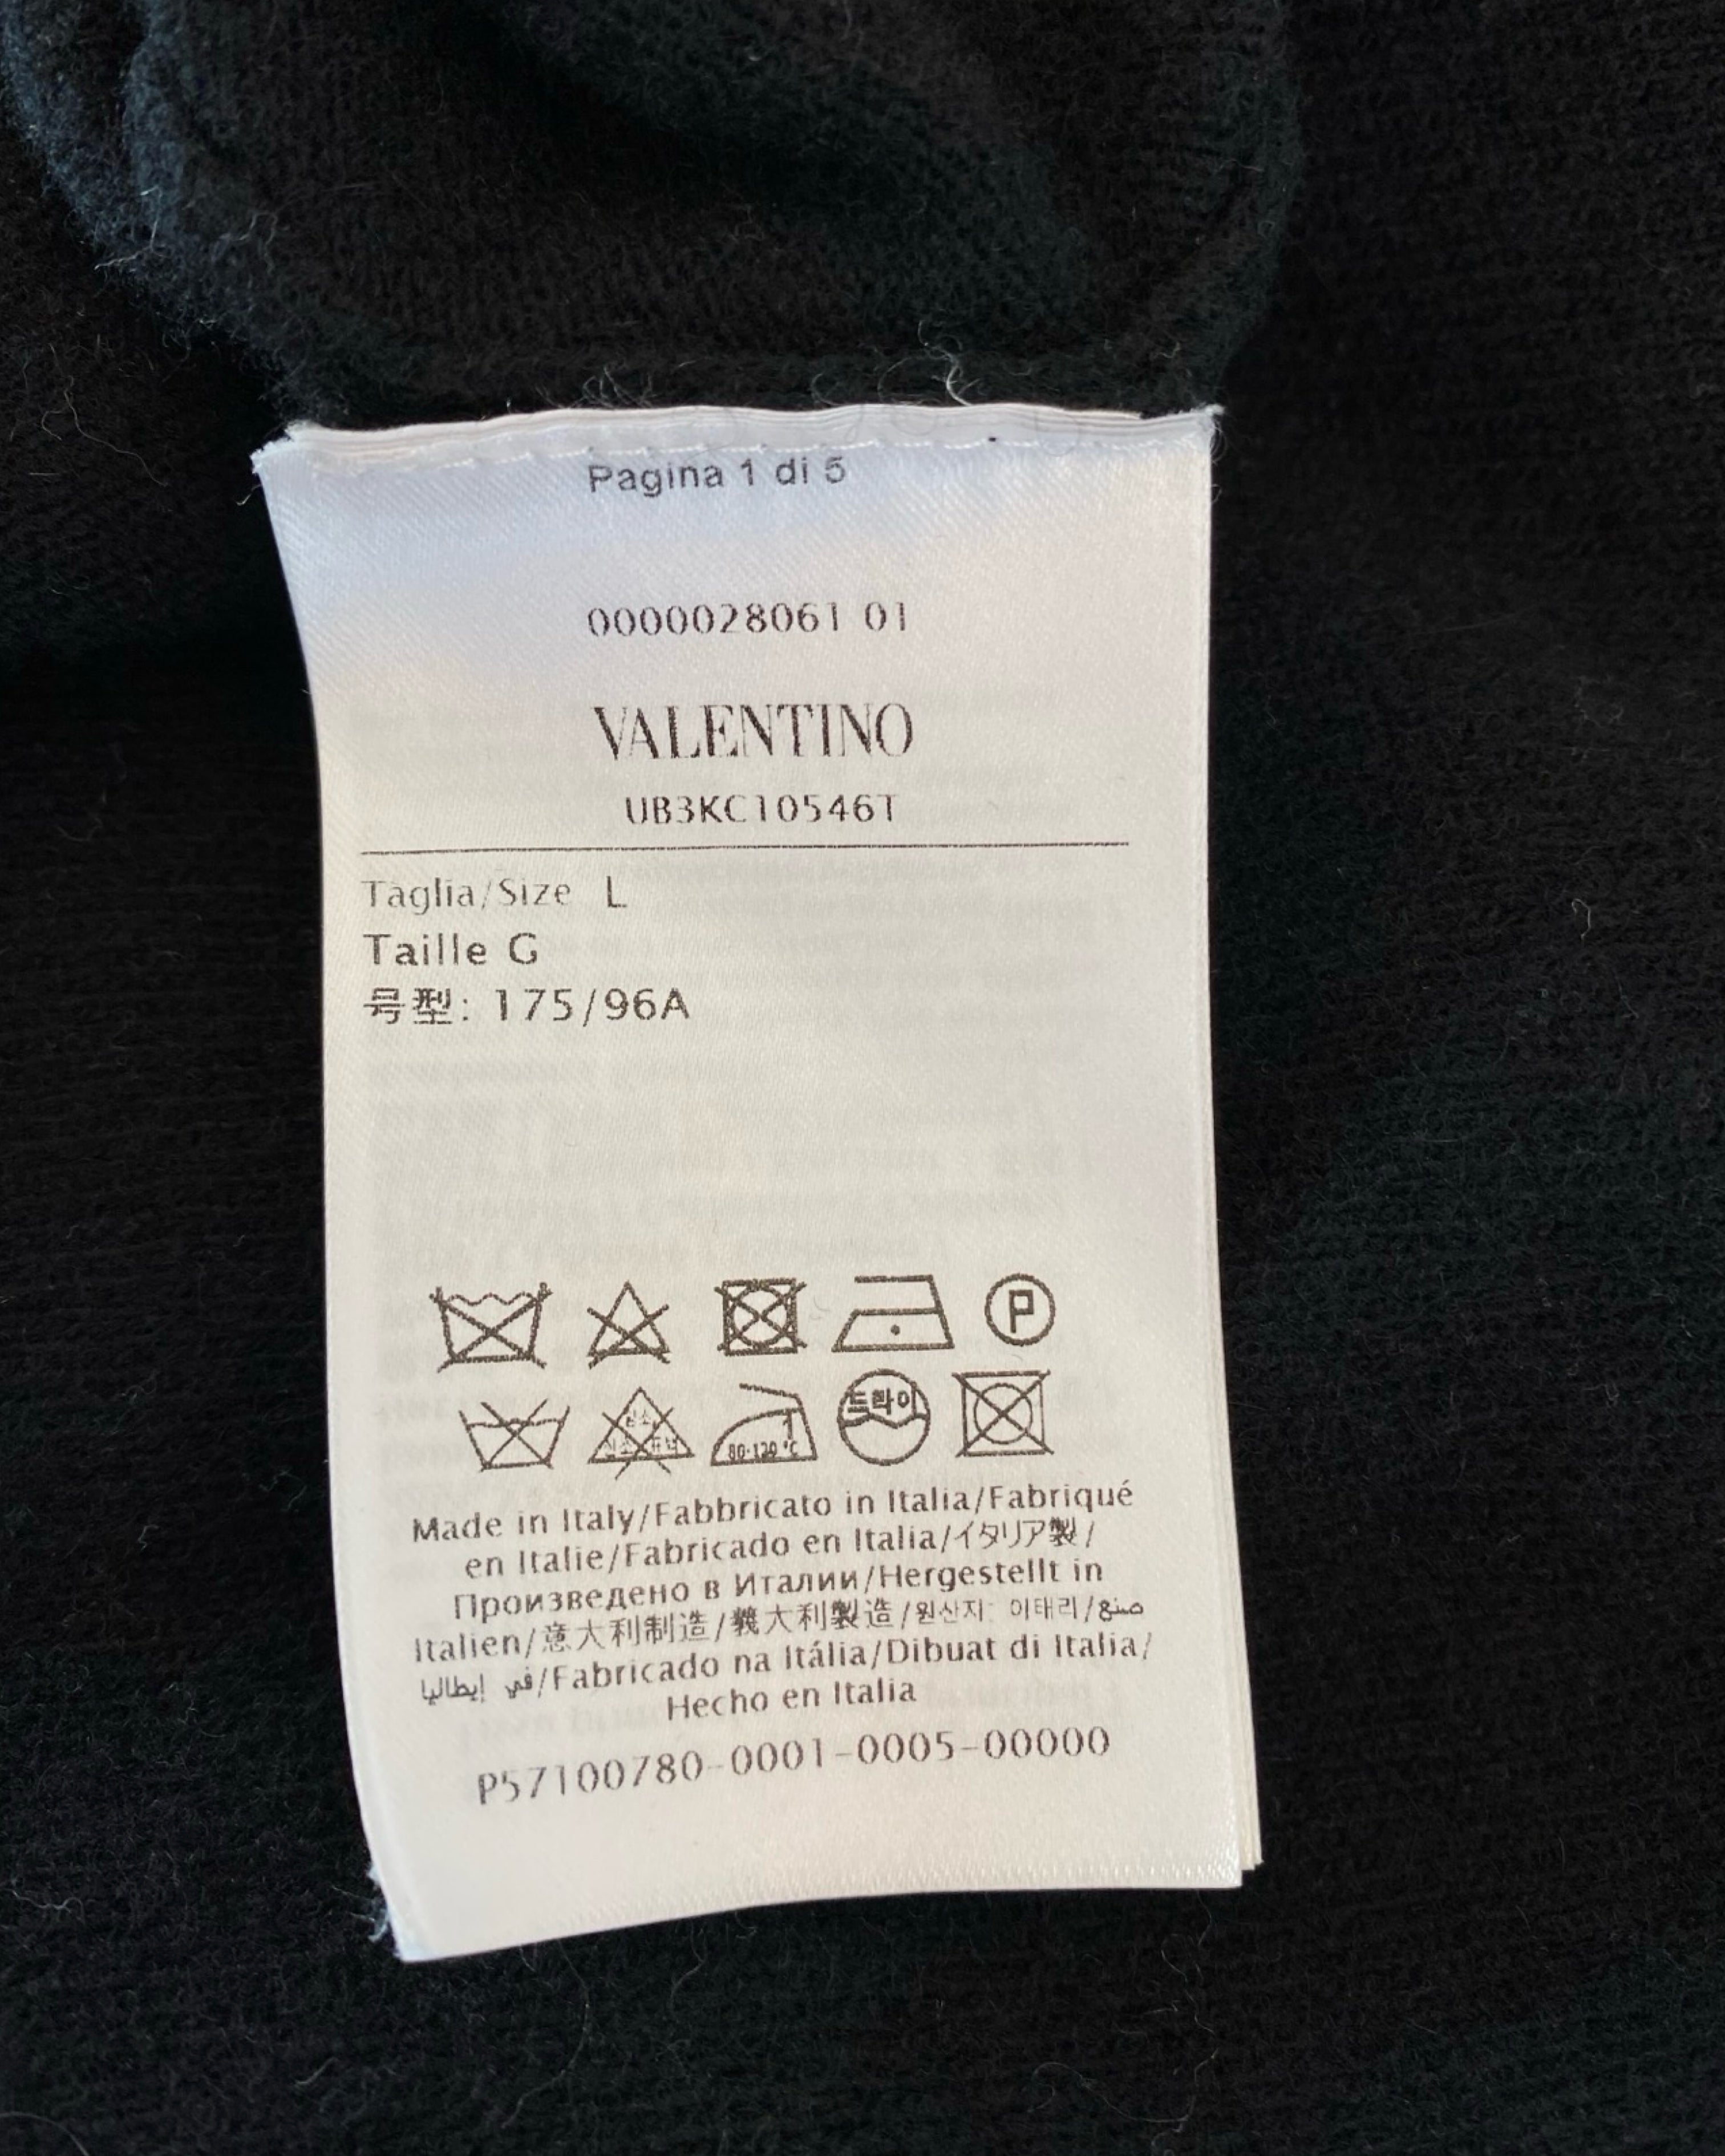 Pagina 1 di 5
0000028061 01
VALENTINO
UB3KC10546T
Taglia/Size L
Taille G
号型: 175/96A
P
드라이
80-120 °C
Made in Italy/Fabbricato in Italia/Fabriqué
en Italie/Fabricado en Italia/イタリア製/
Произведено в Италии/Hergestellt in
Italien/意大利制造/義大利製造/원산지: 이태리/صنع
في إيطاليا/Fabricado na Itália/Dibuat di Italia/
Hecho en Italia
P57100780-0001-0005-00000